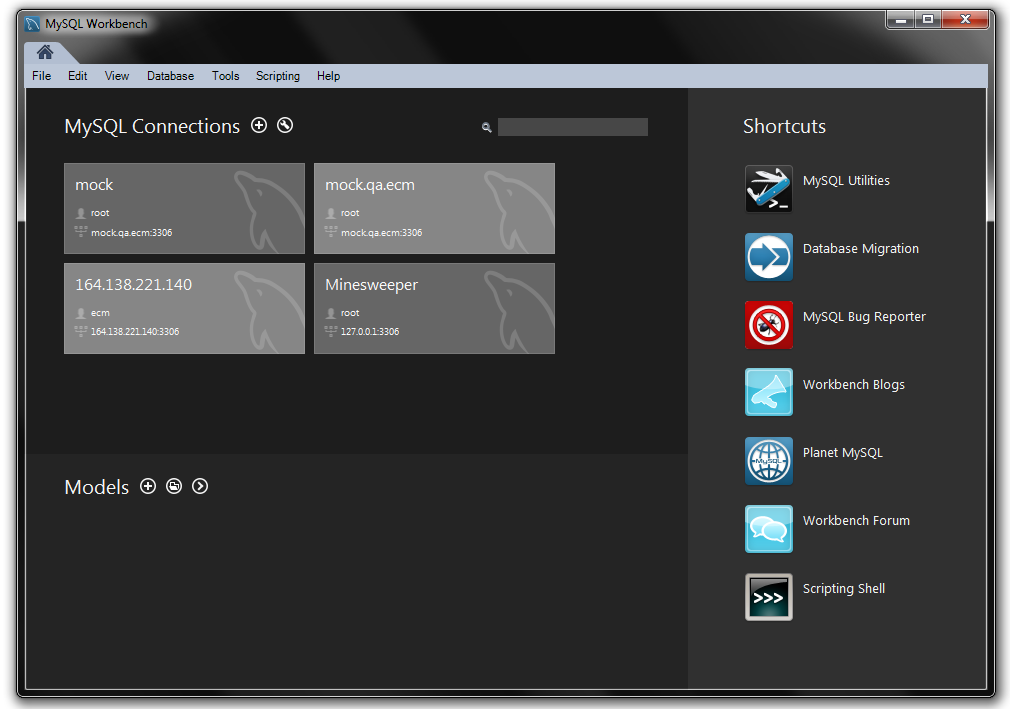 MySQL Workbench
File Edit View Database Tools Scripting Help
MySQL Connections
mock
root
mock.qa.ecm:3306
mock.qa.ecm
root
mock.qa.ecm:3306
164.138.221.140
ecm
164.138.221.140:3306
Minesweeper
root
127.0.0.1:3306
Models
Shortcuts
>_
MySQL Utilities
Database Migration
MySQL Bug Reporter
Workbench Blogs
MySQL
Planet MySQL
Workbench Forum
>>>
Scripting Shell